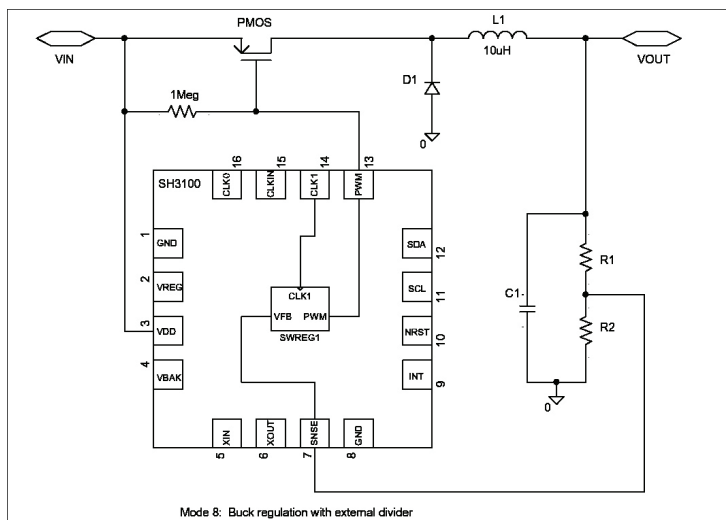 PMOS
L1
VIN
10uH
VOUT
D1
1Meg
0
16
15
14
13
SH3100
CLK0
CLKIN
CLK1
PWM
1
GND
SDA
12
R1
2
VREG
SCL
11
CLK1
C1
VFB
PWM
3
VDD
SWREG1
NRST
10
R2
4
VBAK
INT
9
0
XIN
XOUT
SNSE
GND
5
6
7
8
Mode 8: Buck regulation with external divider